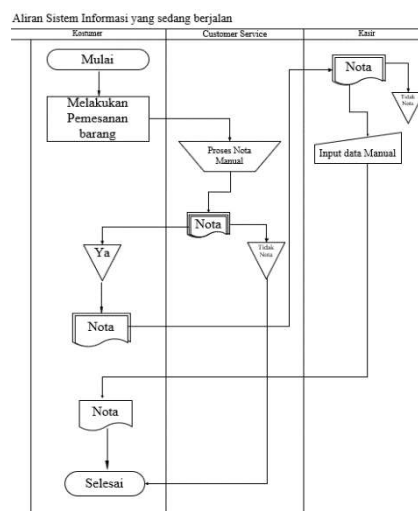 Aliran Sistem Informasi yang sedang berjalan
Kostumer
Customer Service
Kasir
Mulai
Melakukan
Pemesanan
barang
Proses Nota
Manual
Nota
Tidak
Nota
Ya
Nota
Nota
Tidak
Nota
Input data Manual
Nota
Selesai